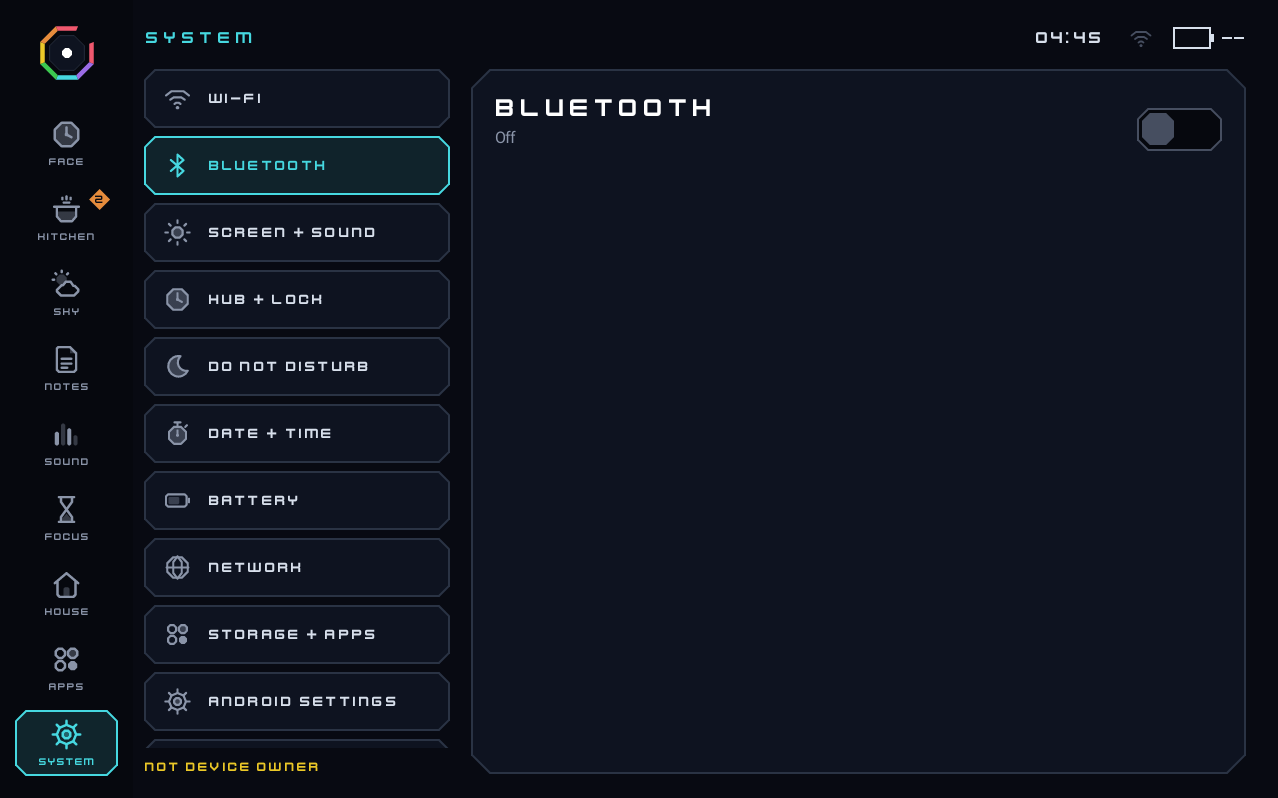 SYSTEM
04:45
--
FACE
2
KITCHEN
SKY
NOTES
SOUND
FOCUS
HOUSE
APPS
SYSTEM
WI-FI
BLUETOOTH
SCREEN + SOUND
HUB + LOCK
DO NOT DISTURB
DATE + TIME
BATTERY
NETWORK
STORAGE + APPS
ANDROID SETTINGS
NOT DEVICE OWNER
BLUETOOTH
Off